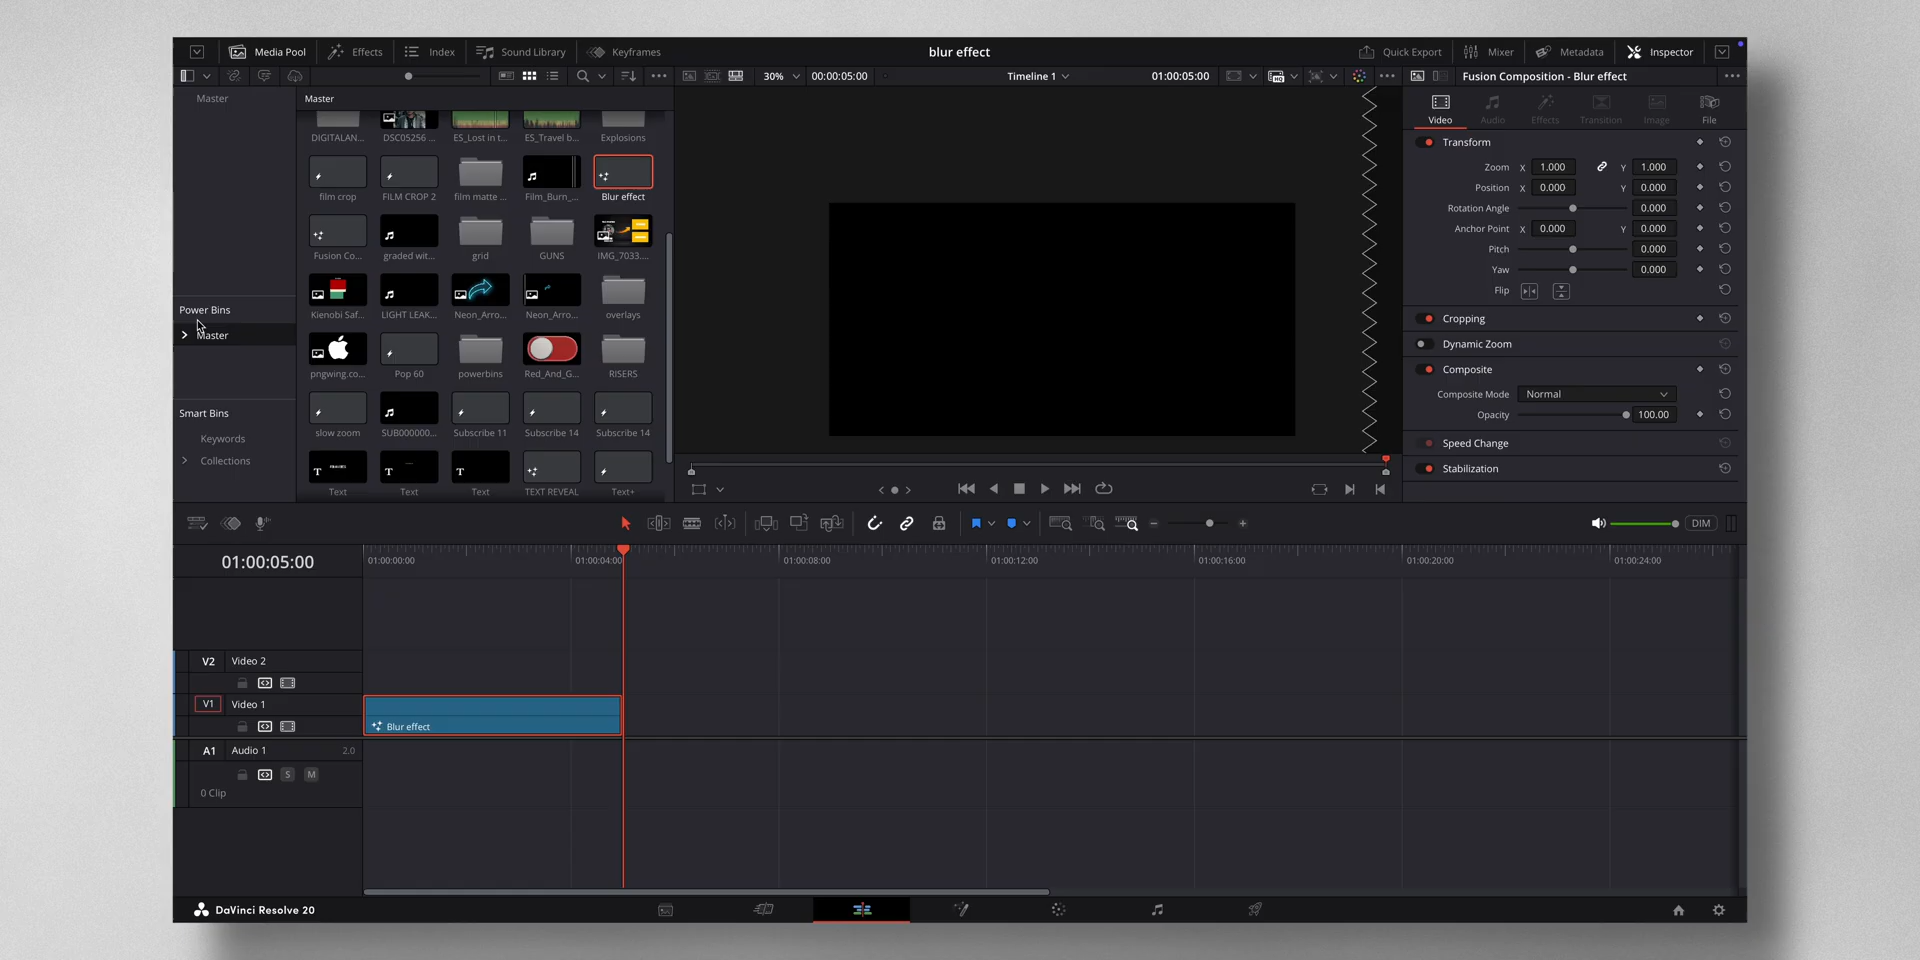 Media Pool
Effects
Index
Sound Library
Keyframes
blur effect
Quick Export
Mixer
Metadata
Inspector
30%
00:00:05:00
Timeline 1
01:00:05:00
Fusion Composition - Blur effect
Master
Master
DIGITALAN...
DSC05256 ...
ES_Lost in t...
ES_Travel b...
Explosions
film crop
FILM CROP 2
film matte ...
Film_Burn_...
Blur effect
Fusion Co...
graded wit...
grid
GUNS
IMG_7033....
Kienobi Saf...
LIGHT LEAK...
Neon_Arro...
Neon_Arro...
overlays
pngwing.co...
Pop 60
powerbins
Red_And_G...
RISERS
slow zoom
SUB000000...
Subscribe 11
Subscribe 14
Subscribe 14
Text
Text
Text
TEXT REVEAL
Text+
Power Bins
Master
Smart Bins
Keywords
Collections
Video
Audio
Effects
Transition
Image
File
Transform
Zoom X 1.000 Y 1.000
Position X 0.000 Y 0.000
Rotation Angle 0.000
Anchor Point X 0.000 Y 0.000
Pitch 0.000
Yaw 0.000
Flip
Cropping
Dynamic Zoom
Composite
Composite Mode Normal
Opacity 100.00
Speed Change
Stabilization
DIM
01:00:05:00
01:00:00:00
01:00:04:00
01:00:08:00
01:00:12:00
01:00:16:00
01:00:20:00
01:00:24:00
V2 Video 2
V1 Video 1
Blur effect
A1 Audio 1 2.0
S M
0 Clip
DaVinci Resolve 20